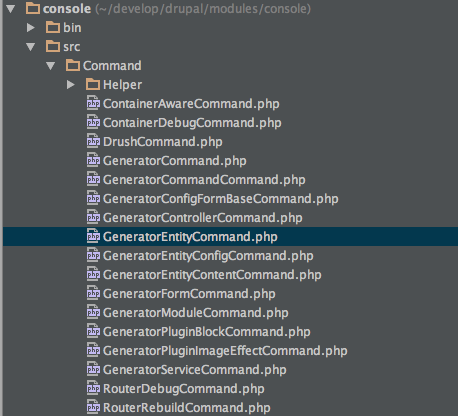 console (~/develop/drupal/modules/console)
bin
src
Command
Helper
ContainerAwareCommand.php
ContainerDebugCommand.php
DrushCommand.php
GeneratorCommand.php
GeneratorCommandCommand.php
GeneratorConfigFormBaseCommand.php
GeneratorControllerCommand.php
GeneratorEntityCommand.php
GeneratorEntityConfigCommand.php
GeneratorEntityContentCommand.php
GeneratorFormCommand.php
GeneratorModuleCommand.php
GeneratorPluginBlockCommand.php
GeneratorPluginImageEffectCommand.php
GeneratorServiceCommand.php
RouterDebugCommand.php
RouterRebuildCommand.php